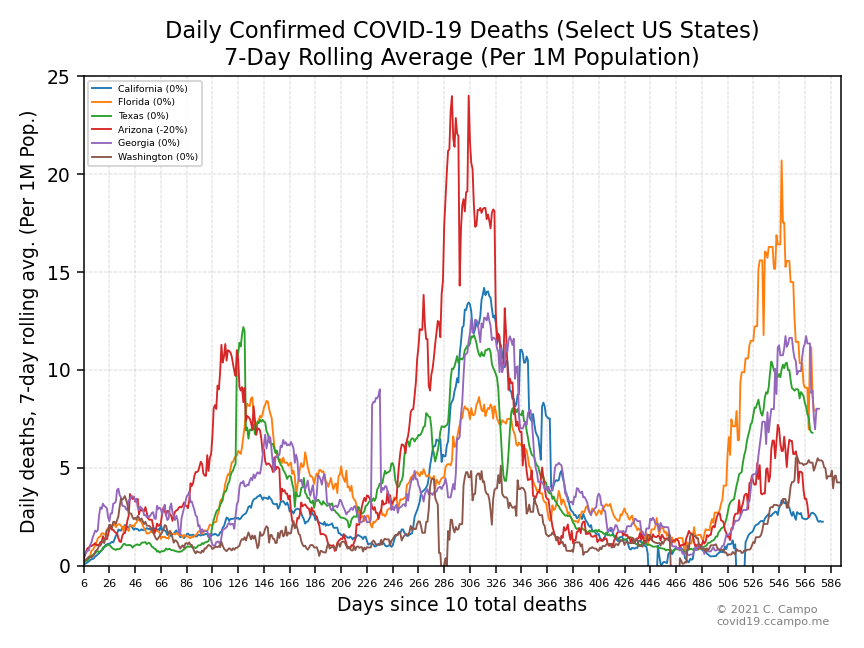 Daily Confirmed COVID-19 Deaths (Select US States)
7-Day Rolling Average (Per 1M Population)
Daily deaths, 7-day rolling avg. (Per 1M Pop.)
25
20
15
10
5
0
California (0%)
Florida (0%)
Texas (0%)
Arizona (-20%)
Georgia (0%)
Washington (0%)
6 26 46 66 86 106 126 146 166 186 206 226 246 266 286 306 326 346 366 386 406 426 446 466 486 506 526 546 566 586
Days since 10 total deaths
© 2021 C. Campo
covid19.ccampo.me